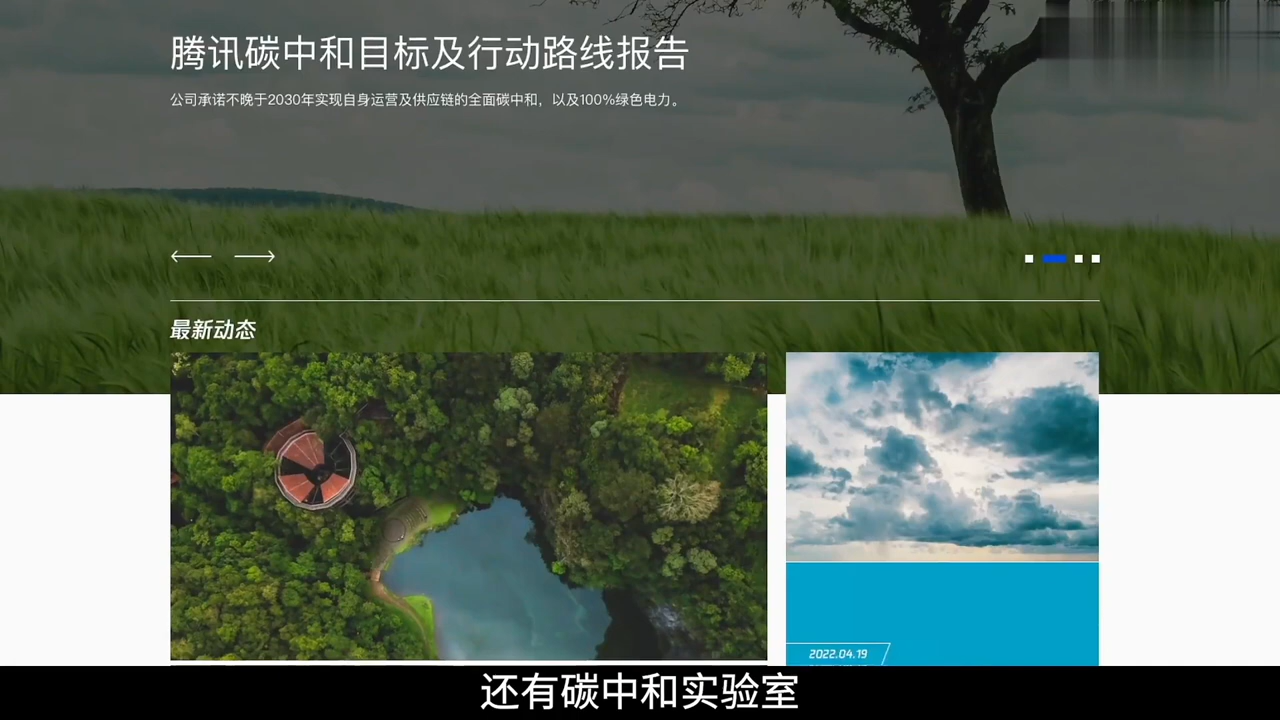 腾讯碳中和目标及行动路线报告
公司承诺不晚于2030年实现自身运营及供应链的全面碳中和，以及100%绿色电力。
最新动态
2022.04.19
还有碳中和实验室